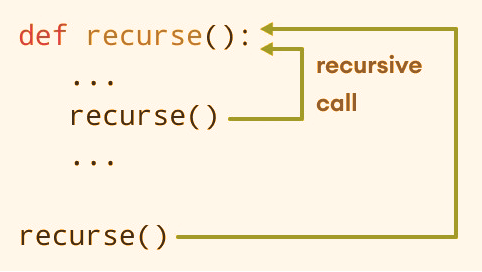 def recurse():
...
recursive
call
recurse()
...
recurse()